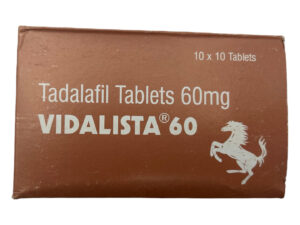 10 x 10 Tablets
Tadalafil Tablets 60mg
VIDALISTA® 60